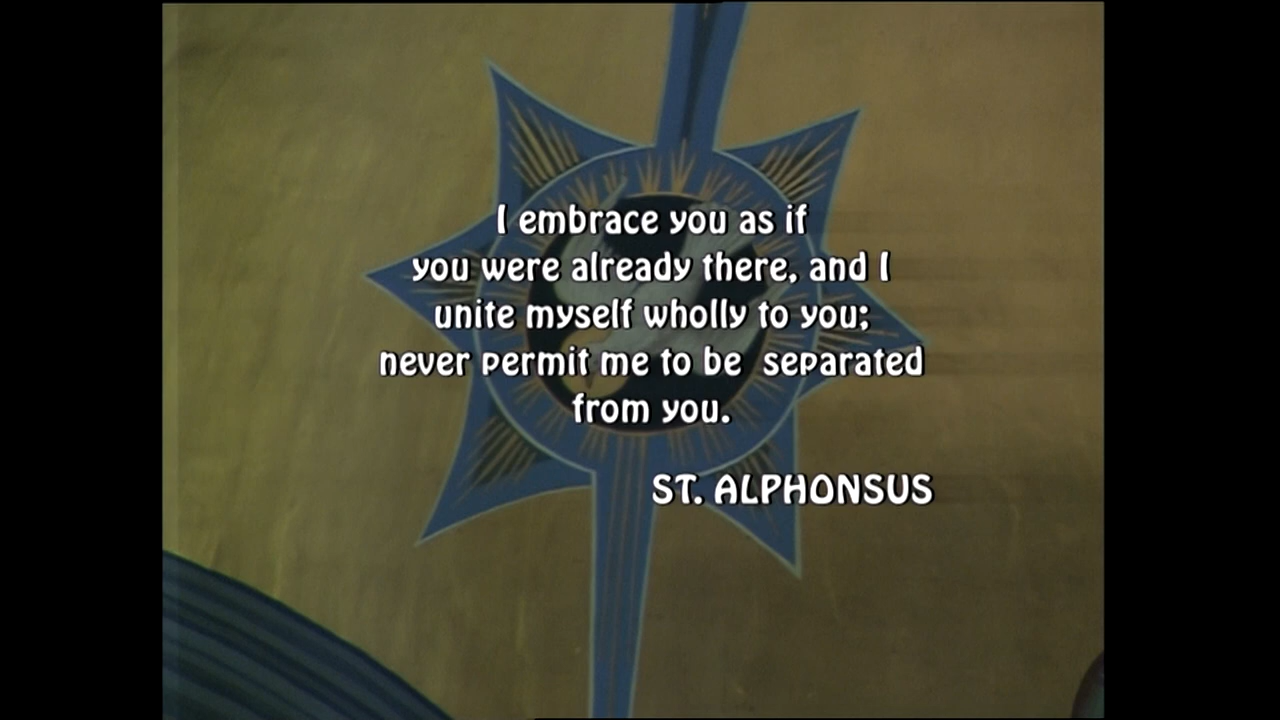 I embrace you as if
you were already there, and I
unite myself wholly to you;
never permit me to be separated
from you.
ST. ALPHONSUS